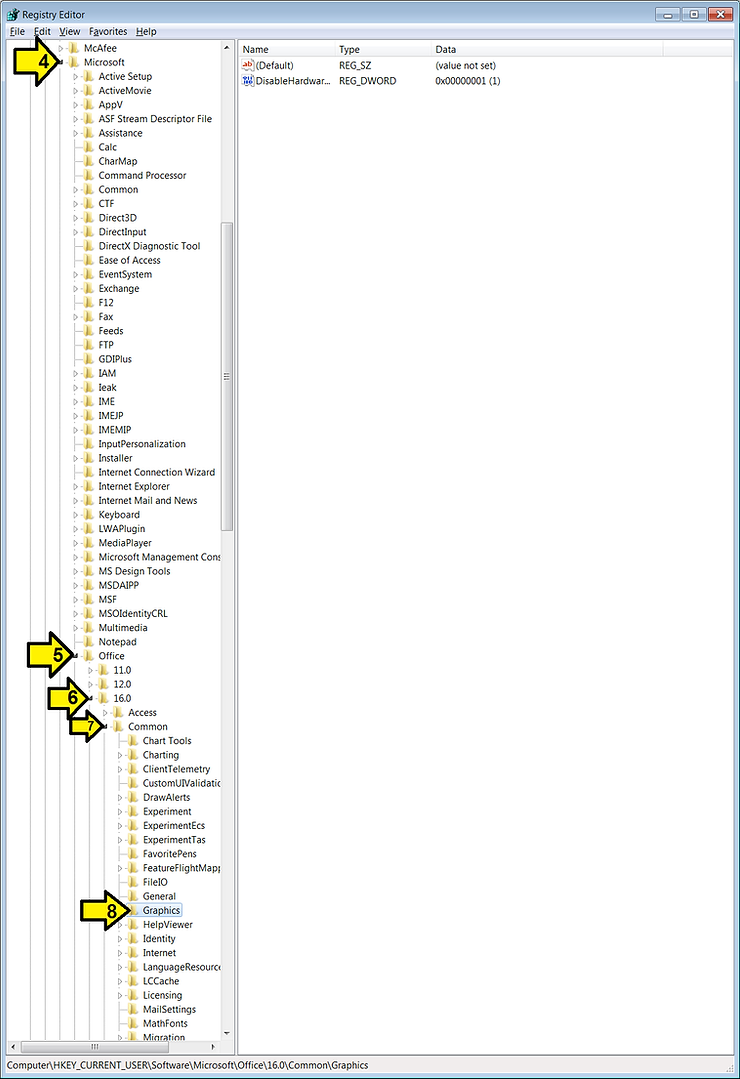 Registry Editor
File Edit View Favorites Help
Name Type Data
(Default) REG_SZ (value not set)
DisableHardwar... REG_DWORD 0x00000001 (1)
McAfee
4 Microsoft
Active Setup
ActiveMovie
AppV
ASF Stream Descriptor File
Assistance
Calc
CharMap
Command Processor
Common
CTF
Direct3D
DirectInput
DirectX Diagnostic Tool
Ease of Access
EventSystem
Exchange
F12
Fax
Feeds
FTP
GDIPlus
IAM
Ieak
IME
IMEJP
IMEMIP
InputPersonalization
Installer
Internet Connection Wizard
Internet Explorer
Internet Mail and News
Keyboard
LWAPlugin
MediaPlayer
Microsoft Management Cons
MS Design Tools
MSDAIPP
MSF
MSOIdentityCRL
Multimedia
Notepad
5 Office
11.0
12.0
6 16.0
Access
7 Common
Chart Tools
Charting
ClientTelemetry
CustomUIValidatic
DrawAlerts
Experiment
ExperimentEcs
ExperimentTas
FavoritePens
FeatureFlightMapp
FileIO
General
8 Graphics
HelpViewer
Identity
Internet
LanguageResource
LCCache
Licensing
MailSettings
MathFonts
Migration
Computer\HKEY_CURRENT_USER\Software\Microsoft\Office\16.0\Common\Graphics